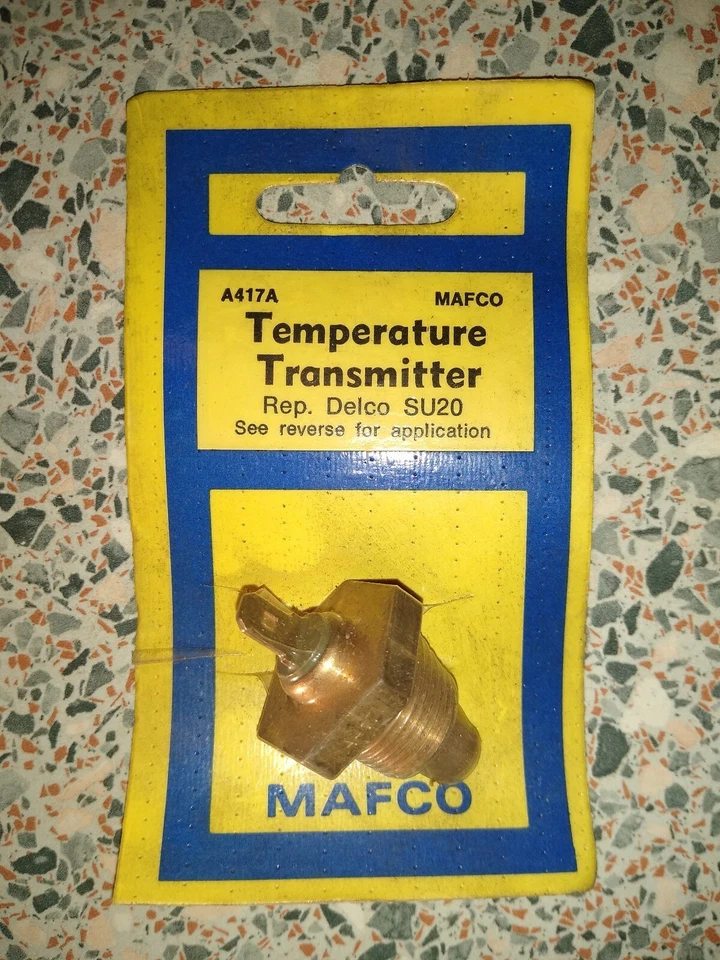 A417A MAFCO
Temperature
Transmitter
Rep. Delco SU20
See reverse for application
MAFCO